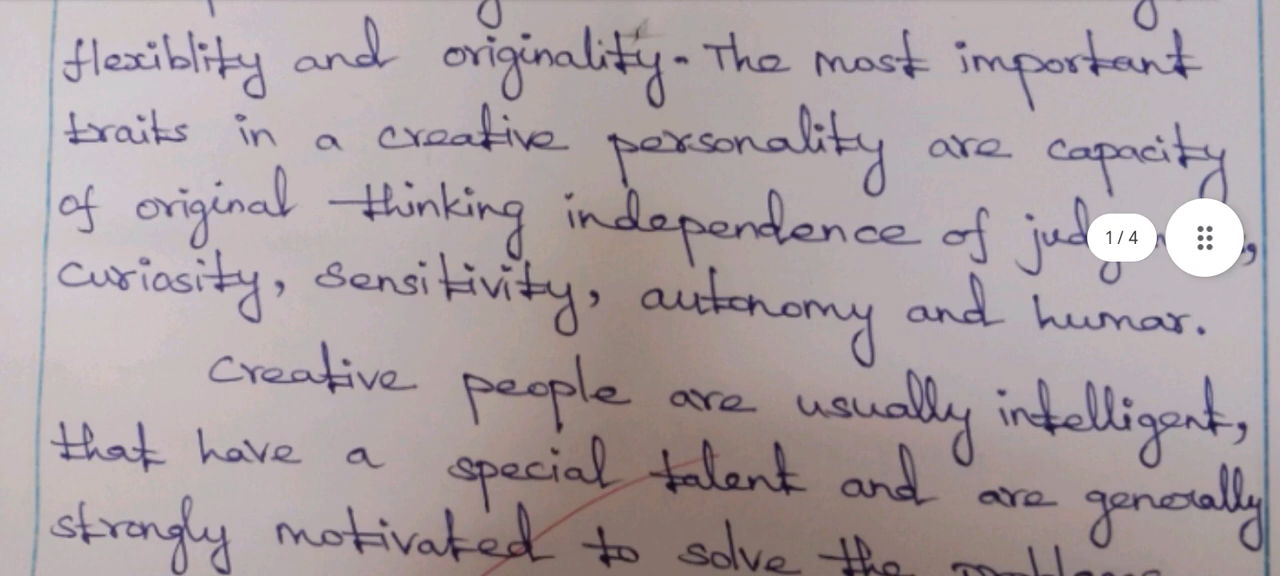 flexiblity and originality. The most important
traits in a creative personality are capacity
of original thinking independence of
curiosity, sensitivity, autonomy and humar.
Creative people are usually intelligent,
that have a special talent and are generally
strongly motivated to solve the
1 / 4